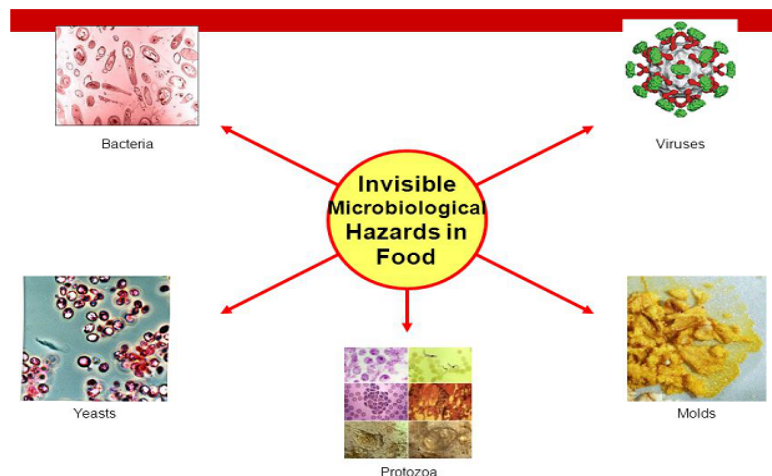 Bacteria
Viruses
Invisible
Microbiological
Hazards in
Food
Yeasts
Molds
Protozoa